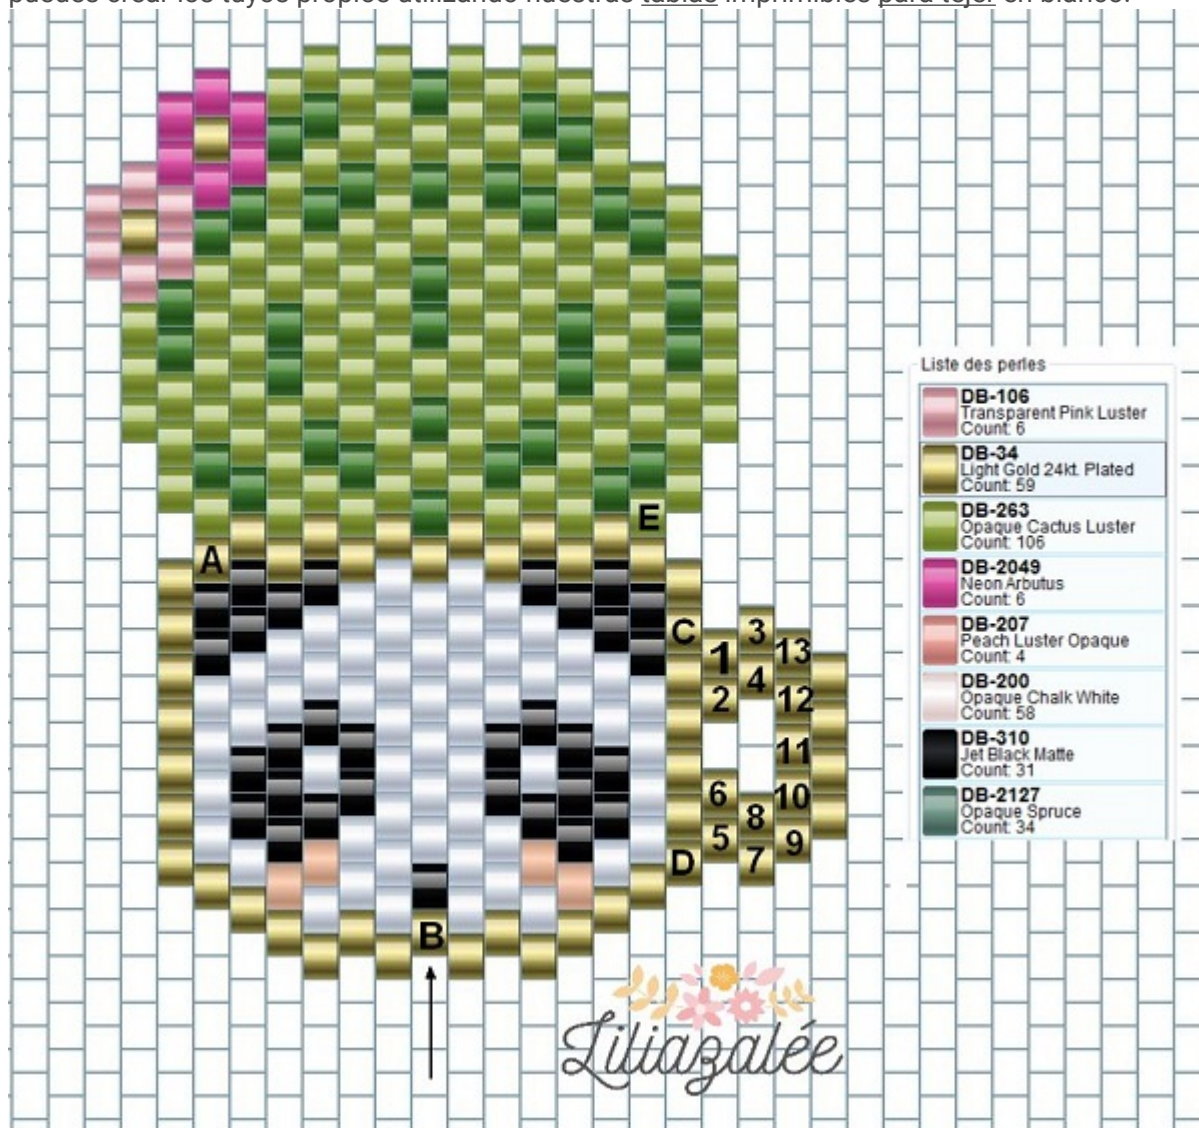 puedes crear los tuyos propios utilizando nuestras tablas imprimibles para tejer en blanco.
E
A
C
3
1
13
4
2
12
11
6
10
8
5
9
D
7
B
Liste des perles
DB-106
Transparent Pink Luster
Count: 6
DB-34
Light Gold 24kt. Plated
Count: 59
DB-263
Opaque Cactus Luster
Count: 106
DB-2049
Neon Arbutus
Count: 6
DB-207
Peach Luster Opaque
Count: 4
DB-200
Opaque Chalk White
Count: 58
DB-310
Jet Black Matte
Count: 31
DB-2127
Opaque Spruce
Count: 34
Liliazalée